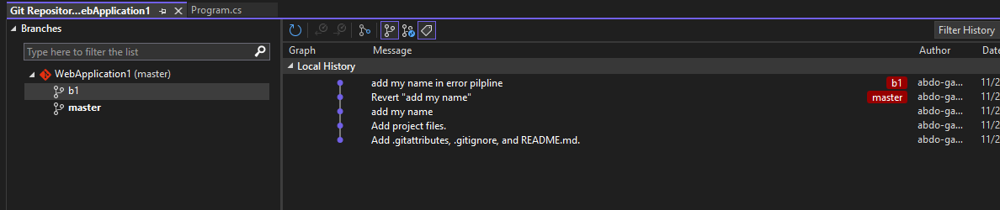 Git Repositor...ebApplication1 Program.cs
Branches
Type here to filter the list
WebApplication1 (master)
b1
master
Filter History
Graph Message Author Date
Local History
add my name in error pilpline b1 abdo-ga... 11/2
Revert "add my name" master abdo-ga... 11/2
add my name abdo-ga... 11/2
Add project files. abdo-ga... 11/2
Add .gitattributes, .gitignore, and README.md. abdo-ga... 11/2